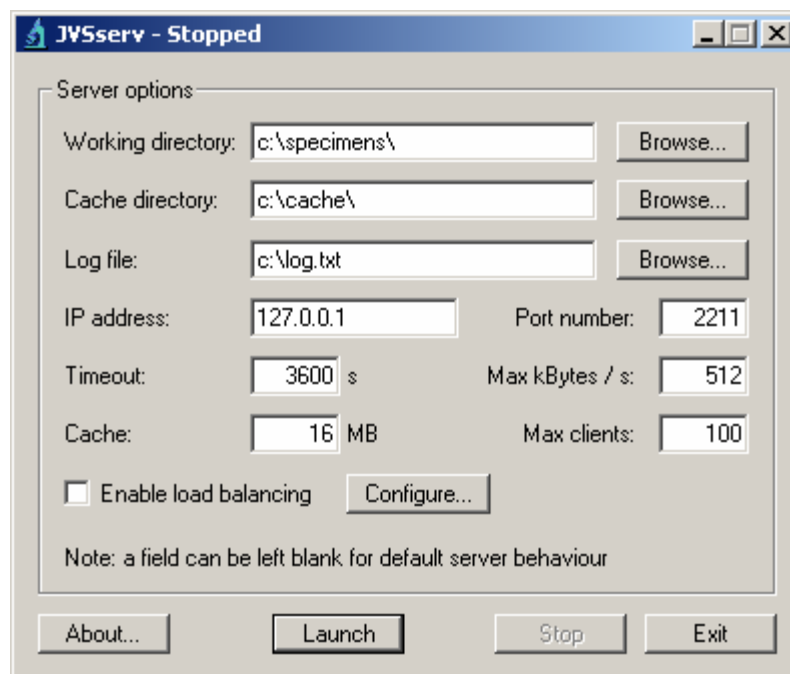 JVSserv - Stopped
Server options
Working directory: c:\specimens\ Browse...
Cache directory: c:\cache\ Browse...
Log file: c:\log.txt Browse...
IP address: 127.0.0.1 Port number: 2211
Timeout: 3600 s Max kBytes / s: 512
Cache: 16 MB Max clients: 100
Enable load balancing Configure...
Note: a field can be left blank for default server behaviour
About... Launch Stop Exit